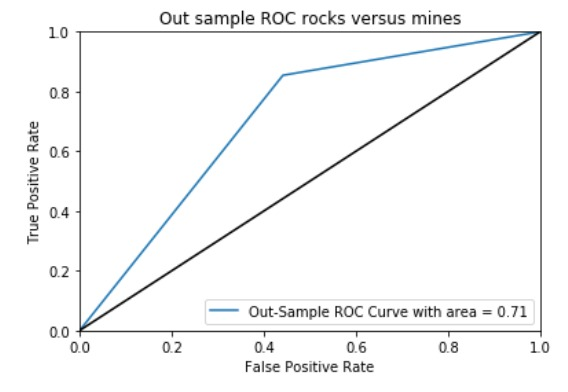 Out sample ROC rocks versus mines
1.0
0.8
0.6
0.4
0.2
0.0
True Positive Rate
Out-Sample ROC Curve with area = 0.71
0.0 0.2 0.4 0.6 0.8 1.0
False Positive Rate